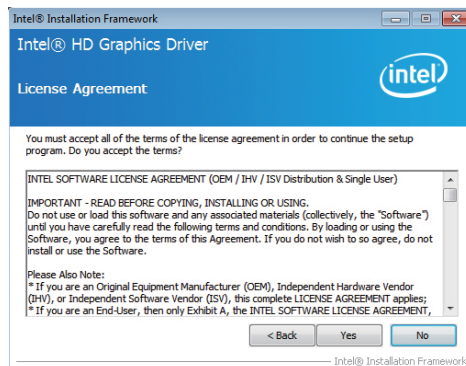 Intel® Installation Framework
Intel® HD Graphics Driver
(intel)
License Agreement
You must accept all of the terms of the license agreement in order to continue the setup
program. Do you accept the terms?
INTEL SOFTWARE LICENSE AGREEMENT (OEM / IHV / ISV Distribution & Single User)
IMPORTANT - READ BEFORE COPYING, INSTALLING OR USING.
Do not use or load this software and any associated materials (collectively, the "Software")
until you have carefully read the following terms and conditions. By loading or using the
Software, you agree to the terms of this Agreement. If you do not wish to so agree, do not
install or use the Software.
Please Also Note:
* If you are an Original Equipment Manufacturer (OEM), Independent Hardware Vendor
(IHV), or Independent Software Vendor (ISV), this complete LICENSE AGREEMENT applies;
* If you are an End-User, then only Exhibit A, the INTEL SOFTWARE LICENSE AGREEMENT,
< Back Yes No
Intel® Installation Framework